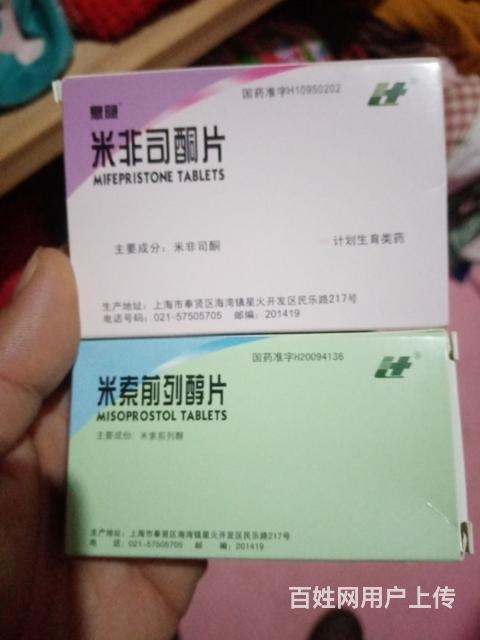 国药准字H10950202
息隐
米非司酮片
MIFEPRISTONE TABLETS
主要成分：米非司酮
计划生育类药
生产地址：上海市奉贤区海湾镇星火开发区民乐路217号
电话号码：021-57505705 邮编：201419
国药准字H20094136
米索前列醇片
MISOPROSTOL TABLETS
主要成份：米索前列醇
生产地址：上海市奉贤区海湾镇星火开发区民乐路217号
电 话：021-57505705 邮 编：201419
百姓网用户上传